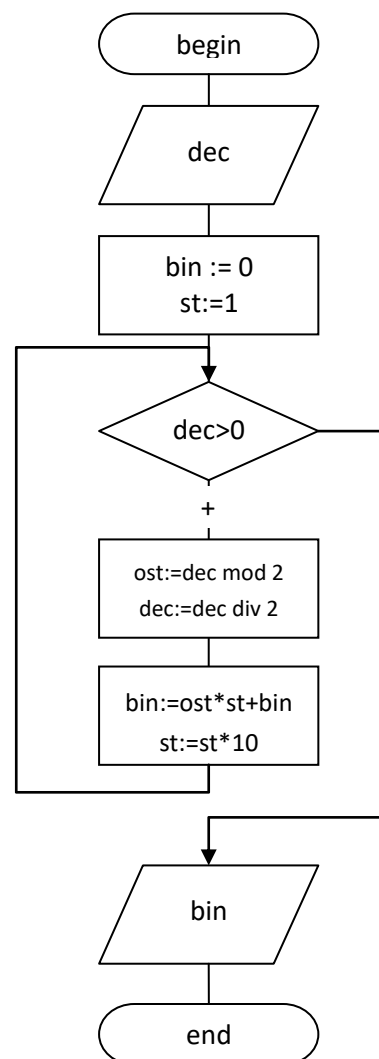 begin
dec
bin := 0
st:=1
dec>0
+
ost:=dec mod 2
dec:=dec div 2
bin:=ost*st+bin
st:=st*10
bin
end